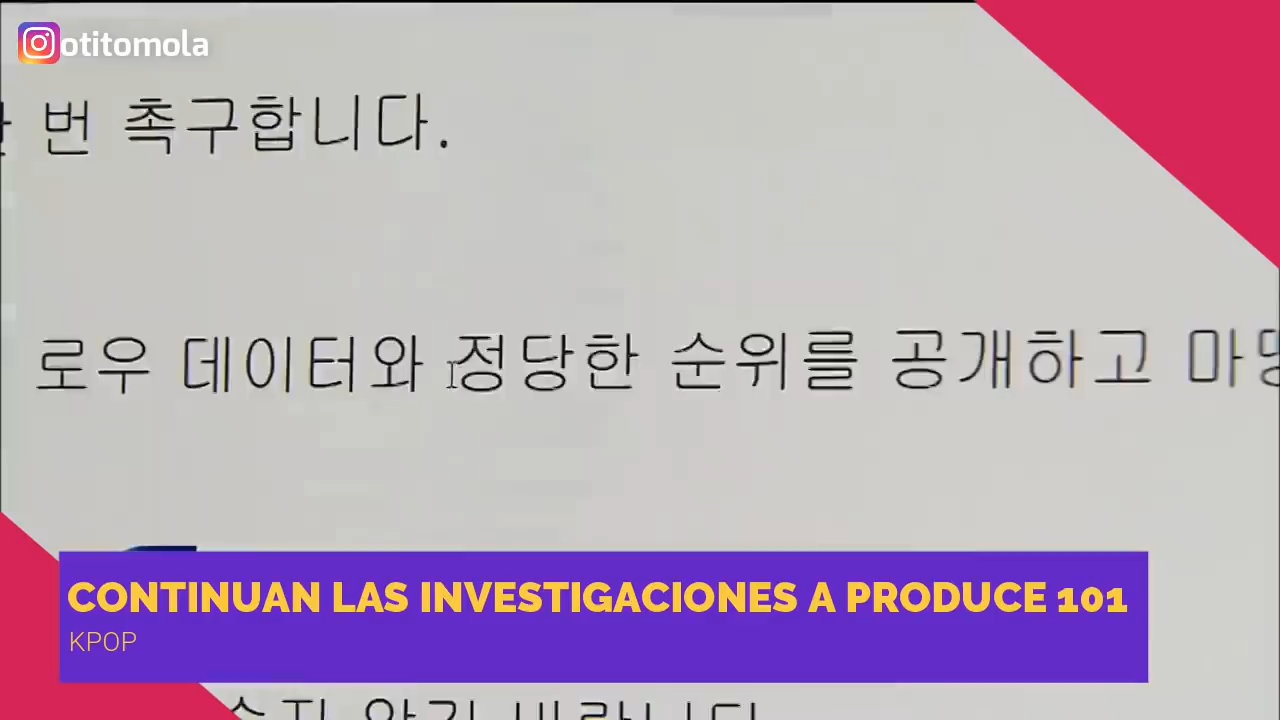 otitomola
번 촉구합니다.
로우 데이터와 정당한 순위를 공개하고
CONTINUAN LAS INVESTIGACIONES A PRODUCE 101
KPOP